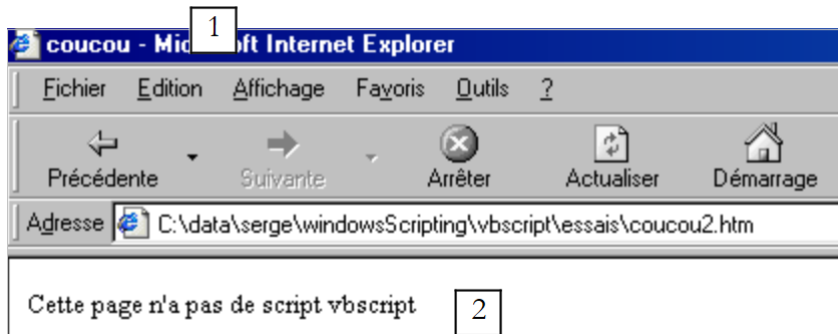 1
coucou - Mic oft Internet Explorer
Fichier Edition Affichage Favoris Outils ?
Précédente Suivante Arrêter Actualiser Démarrage
Adresse C:\data\serge\windowsScripting\vbscript\essais\coucou2.htm
Cette page n'a pas de script vbscript 2